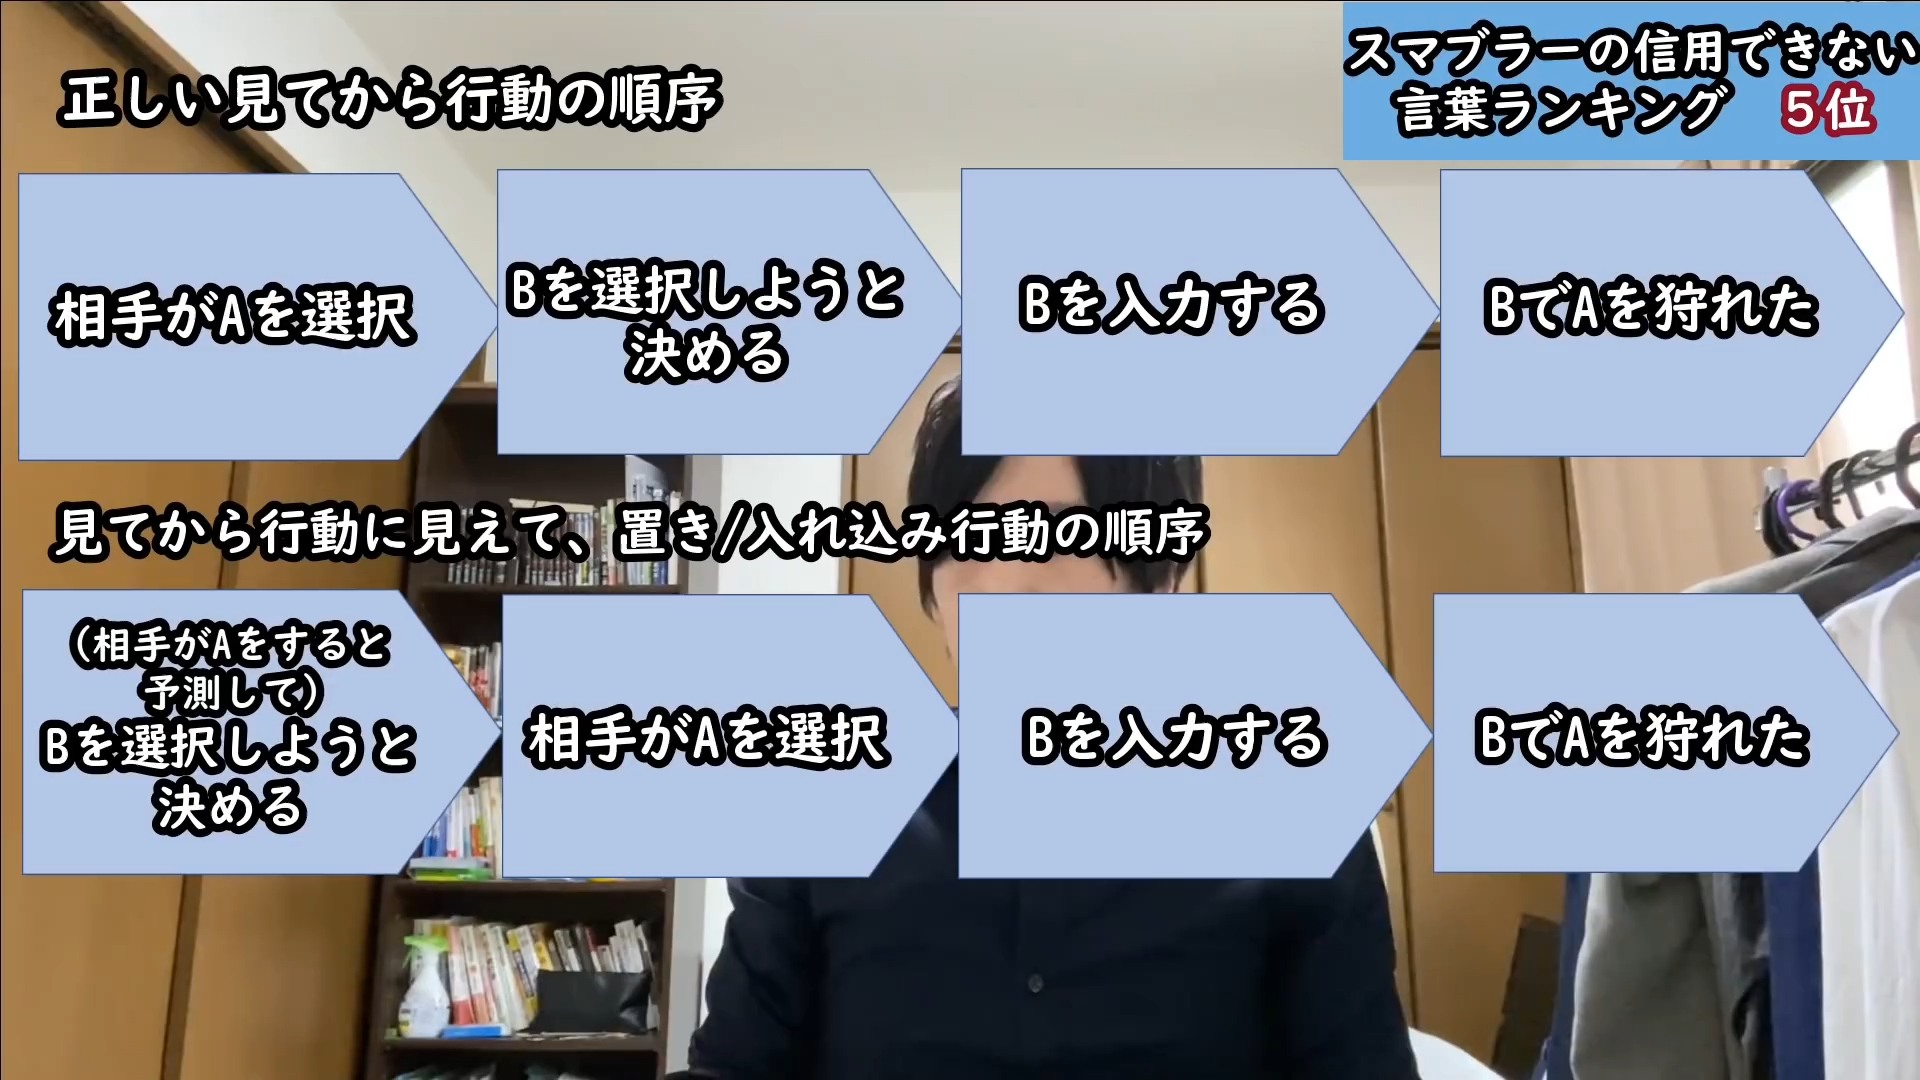 スマブラーの信用できない
言葉ランキング 5位
正しい見てから行動の順序
相手がAを選択
Bを選択しようと
決める
Bを入力する
BでAを狩れた
見てから行動に見えて、置き/入れ込み行動の順序
(相手がAをすると
予測して)
Bを選択しようと
決める
相手がAを選択
Bを入力する
BでAを狩れた